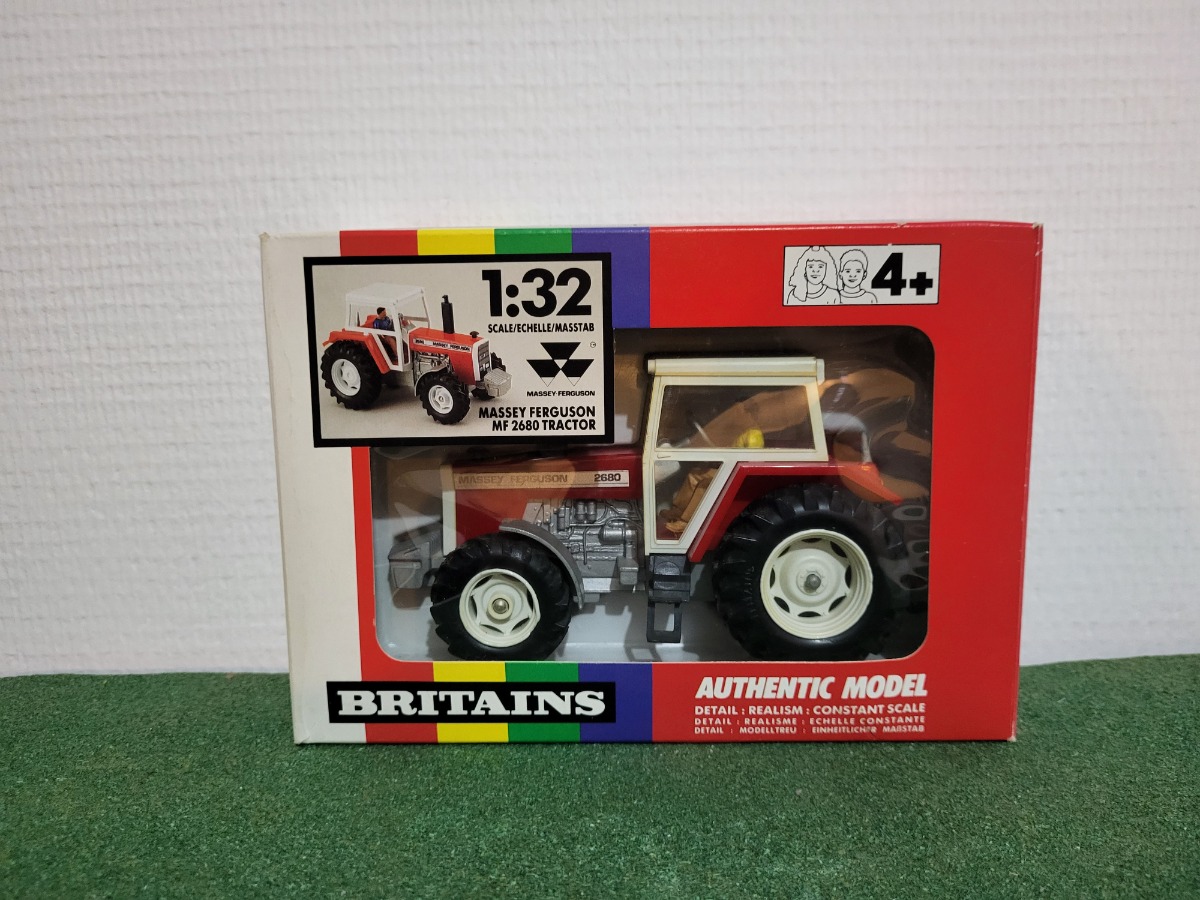 1:32
SCALE/ECHELLE/MASSTAB
MASSEY-FERGUSON
MASSEY FERGUSON
MF 2680 TRACTOR
4+
MASSEY FERGUSON 2680
BRITAINS
AUTHENTIC MODEL
DETAIL : REALISM : CONSTANT SCALE
DETAIL : REALISME : ECHELLE CONSTANTE
DETAIL : MODELLTREU : EINHEITLICHER MAßSTAB